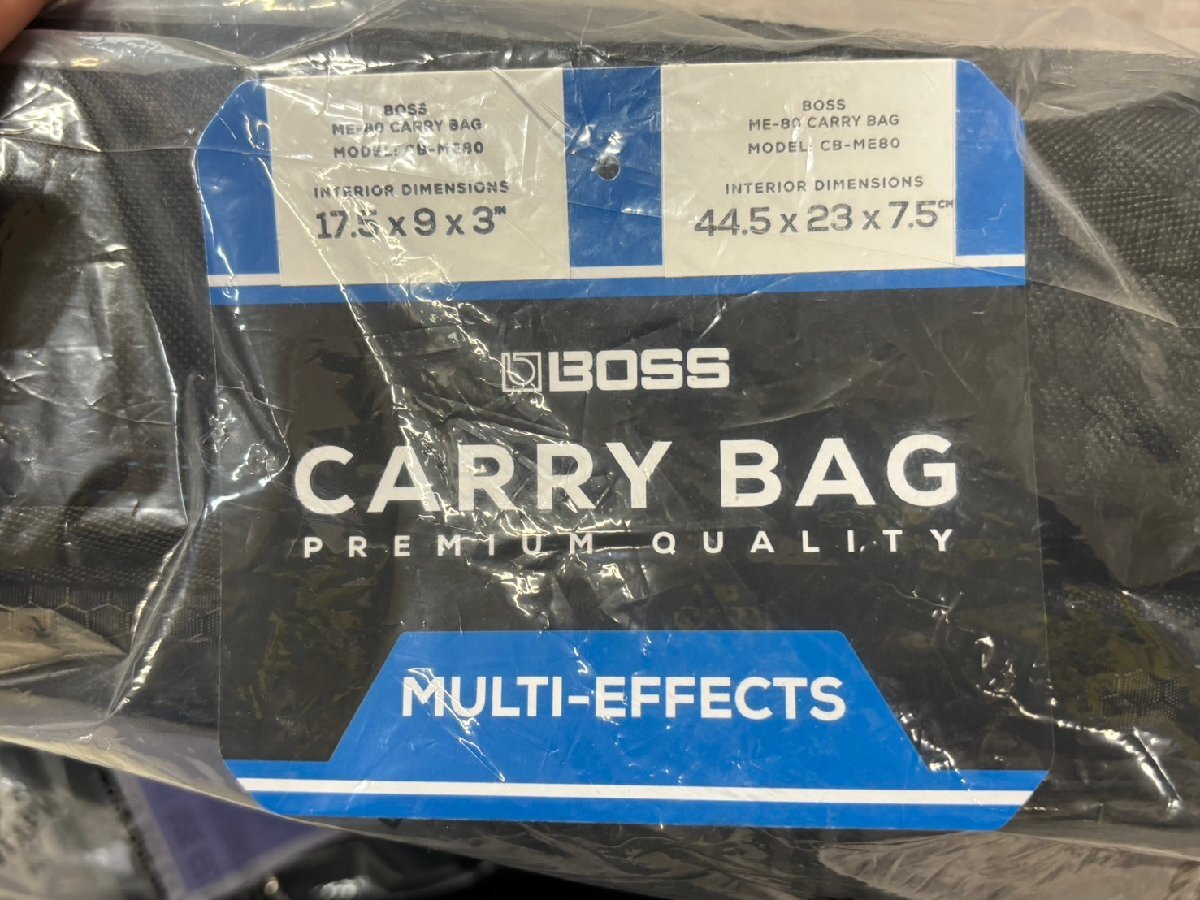 BOSS
ME-80 CARRY BAG
MODEL: CB-ME80
INTERIOR DIMENSIONS
17.5 x 9 x 3IN
BOSS
ME-80 CARRY BAG
MODEL: CB-ME80
INTERIOR DIMENSIONS
44.5 x 23 x 7.5CM
BOSS
CARRY BAG
PREMIUM QUALITY
MULTI-EFFECTS